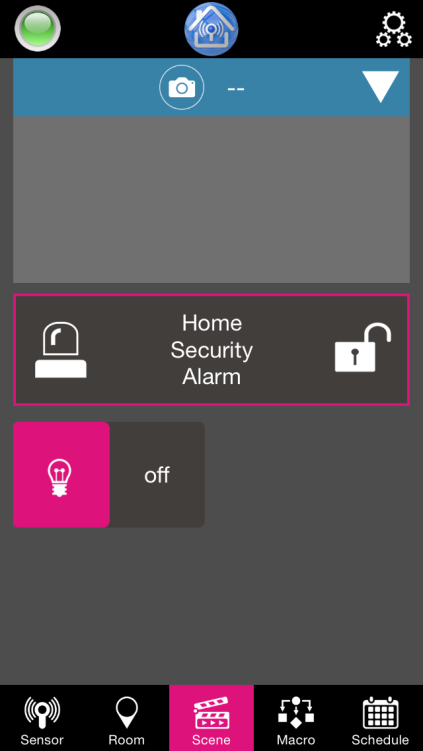 --
Home
Security
Alarm
off
Sensor
Room
Scene
Macro
Schedule